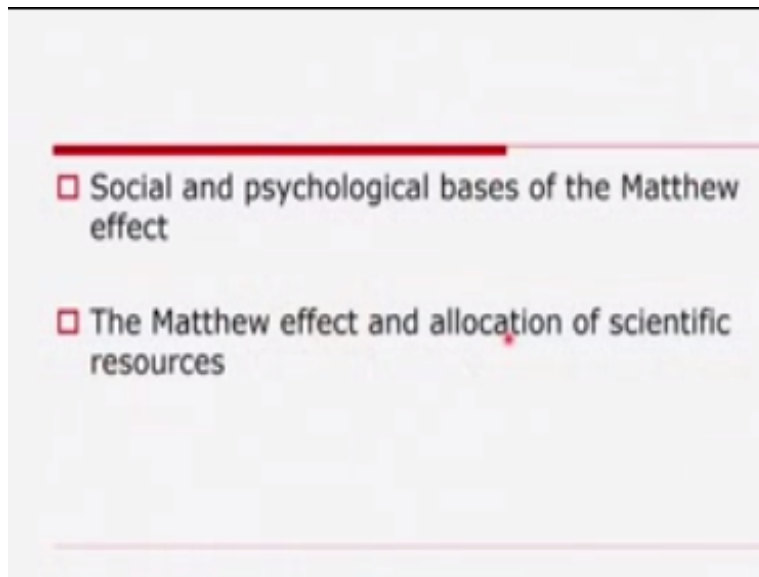 Social and psychological bases of the Matthew
effect
The Matthew effect and allocation of scientific
resources